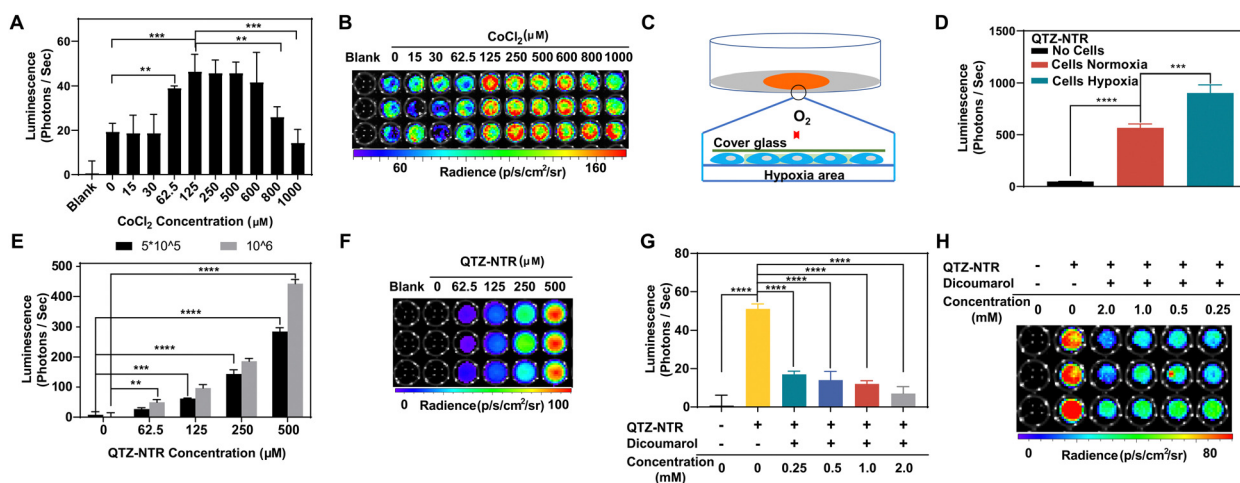 A
Luminescence
(Photons / Sec)
60
40
20
0
***
***
**
**
Blank
0
15
30
62.5
125
250
500
600
800
1000
CoCl₂ Concentration (μM)
B
CoCl₂(μM)
Blank 0 15 30 62.5 125 250 500 600 800 1000
60 160
Radience (p/s/cm²/sr)
C
O₂
Cover glass
Hypoxia area
D
QTZ-NTR
No Cells
Cells Normoxia
Cells Hypoxia
Luminescence
(Photons / Sec)
1500
1000
500
0
***
****
E
5*10^5 10^6
Luminescence
(Photons / Sec)
500
400
300
200
100
0
****
****
****
***
**
0 62.5 125 250 500
QTZ-NTR Concentration (μM)
F
QTZ-NTR (μM)
Blank 0 62.5 125 250 500
0 Radience (p/s/cm²/sr) 100
G
Luminescence
(Photons / Sec)
80
60
40
20
0
****
****
****
****
****
QTZ-NTR - + + + + +
Dicoumarol - - + + + +
Concentration 0 0 0.25 0.5 1.0 2.0
(mM)
H
QTZ-NTR - + + + + +
Dicoumarol - - + + + +
Concentration
(mM) 0 0 2.0 1.0 0.5 0.25
0 Radience (p/s/cm²/sr) 80